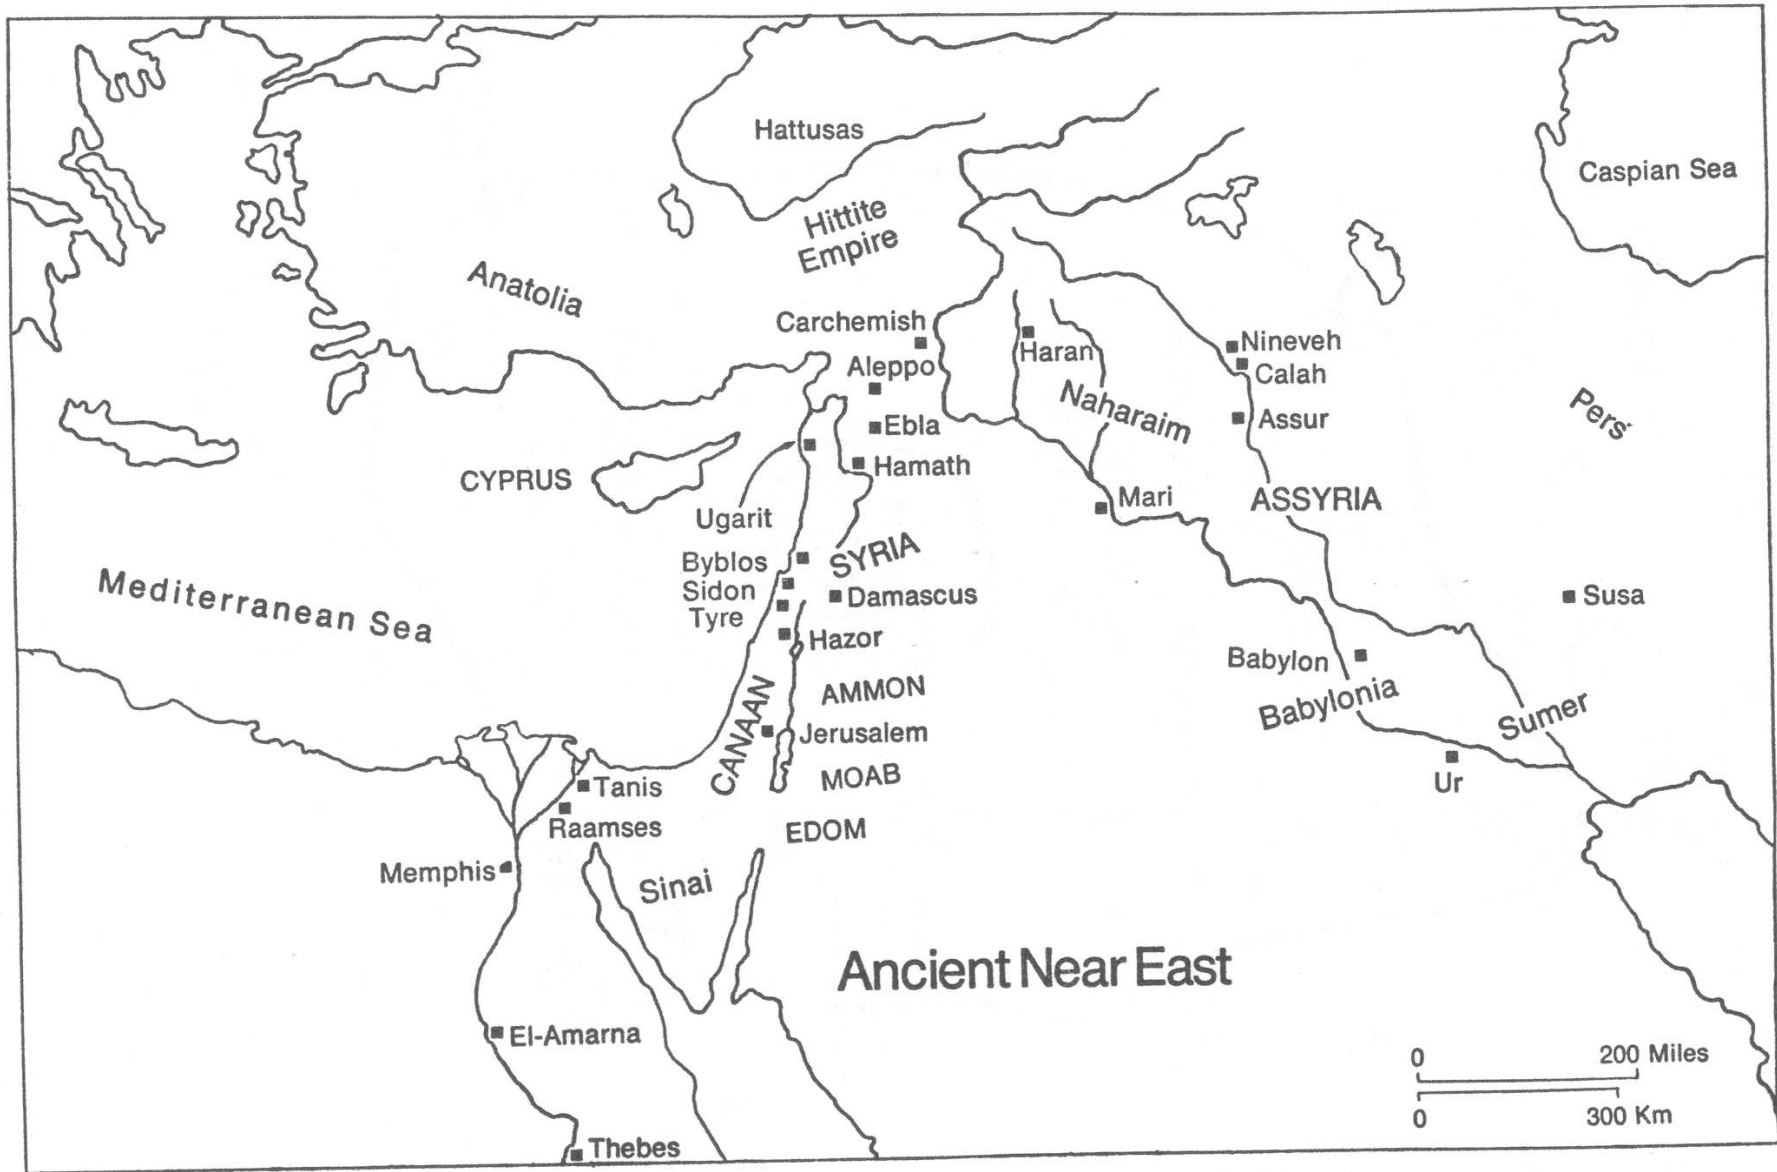 Hattusas
Caspian Sea
Hittite
Empire
Anatolia
Carchemish
Haran
Nineveh
Calah
Aleppo
Naharaim
Assur
Pers
Ebla
Hamath
CYPRUS
Ugarit
Mari
ASSYRIA
SYRIA
Byblos
Sidon
Tyre
Damascus
Susa
Mediterranean Sea
Hazor
Babylon
Babylonia
Sumer
AMMON
CANAAN
Jerusalem
MOAB
Ur
Tanis
Raamses
EDOM
Memphis
Sinai
Ancient Near East
El-Amarna
0 200 Miles
0 300 Km
Thebes